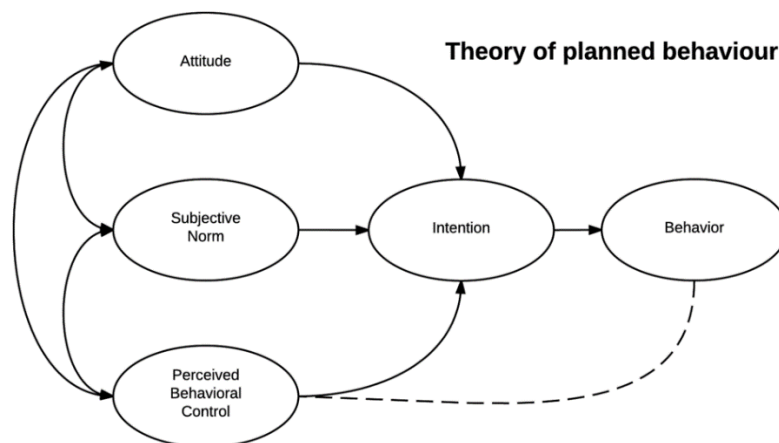 Attitude
Theory of planned behaviour
Subjective
Norm
Intention
Behavior
Perceived
Behavioral
Control